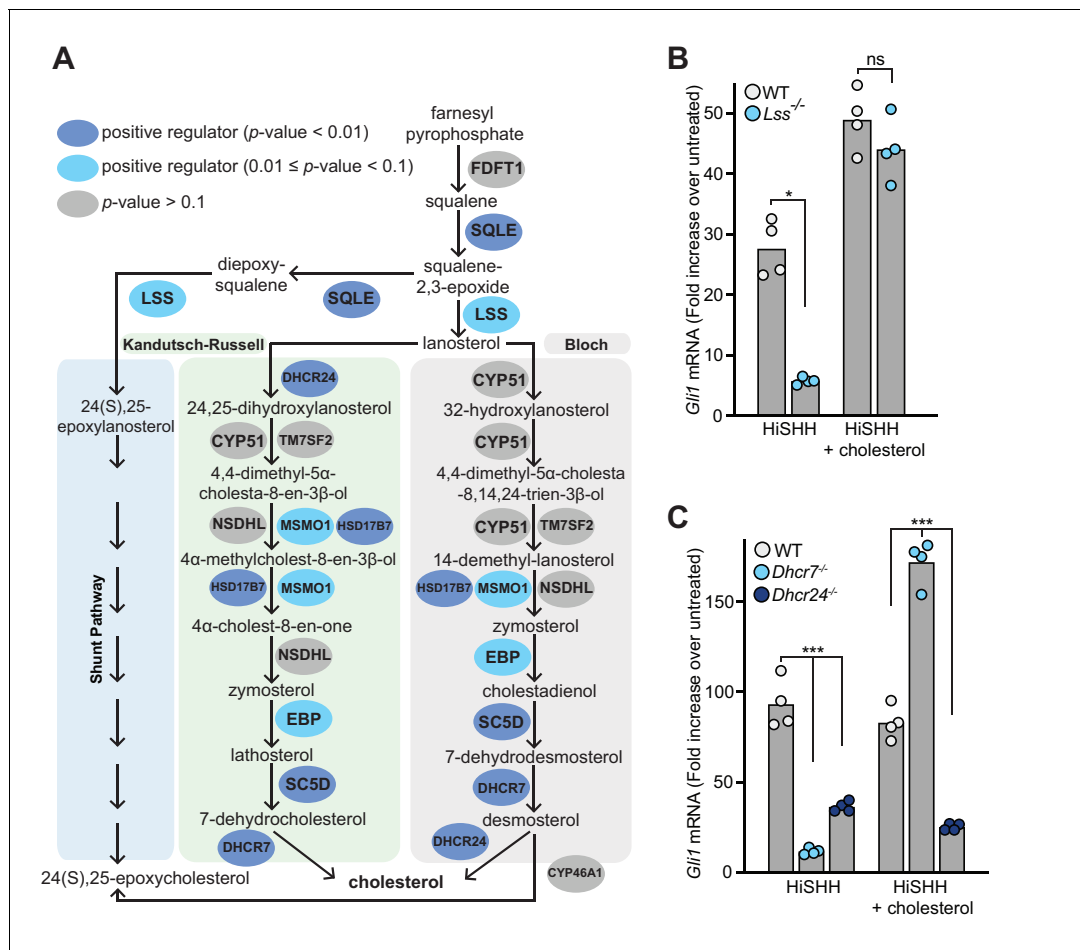 A
positive regulator (p-value < 0.01)
positive regulator (0.01 ≤ p-value < 0.1)
p-value > 0.1
farnesyl
pyrophosphate
FDFT1
squalene
SQLE
diepoxy-
squalene
squalene-
2,3-epoxide
LSS
SQLE
LSS
Kandutsch-Russell
lanosterol
Bloch
Shunt Pathway
24(S),25-
epoxylanosterol
24(S),25-epoxycholesterol
DHCR24
24,25-dihydroxylanosterol
CYP51
TM7SF2
4,4-dimethyl-5α-
cholesta-8-en-3β-ol
NSDHL
MSMO1
HSD17B7
4α-methylcholest-8-en-3β-ol
HSD17B7
MSMO1
4α-cholest-8-en-one
NSDHL
zymosterol
EBP
lathosterol
SC5D
7-dehydrocholesterol
DHCR7
cholesterol
CYP51
32-hydroxylanosterol
CYP51
4,4-dimethyl-5α-cholesta
-8,14,24-trien-3β-ol
CYP51
TM7SF2
14-demethyl-lanosterol
HSD17B7
MSMO1
NSDHL
zymosterol
EBP
cholestadienol
SC5D
7-dehydrodesmosterol
DHCR7
desmosterol
DHCR24
CYP46A1
B
WT
Lss-/-
ns
*
Gli1 mRNA (Fold increase over untreated)
50
40
30
20
10
0
HiSHH
HiSHH
+ cholesterol
C
WT
Dhcr7-/-
Dhcr24-/-
***
***
Gli1 mRNA (Fold increase over untreated)
150
100
50
0
HiSHH
HiSHH
+ cholesterol